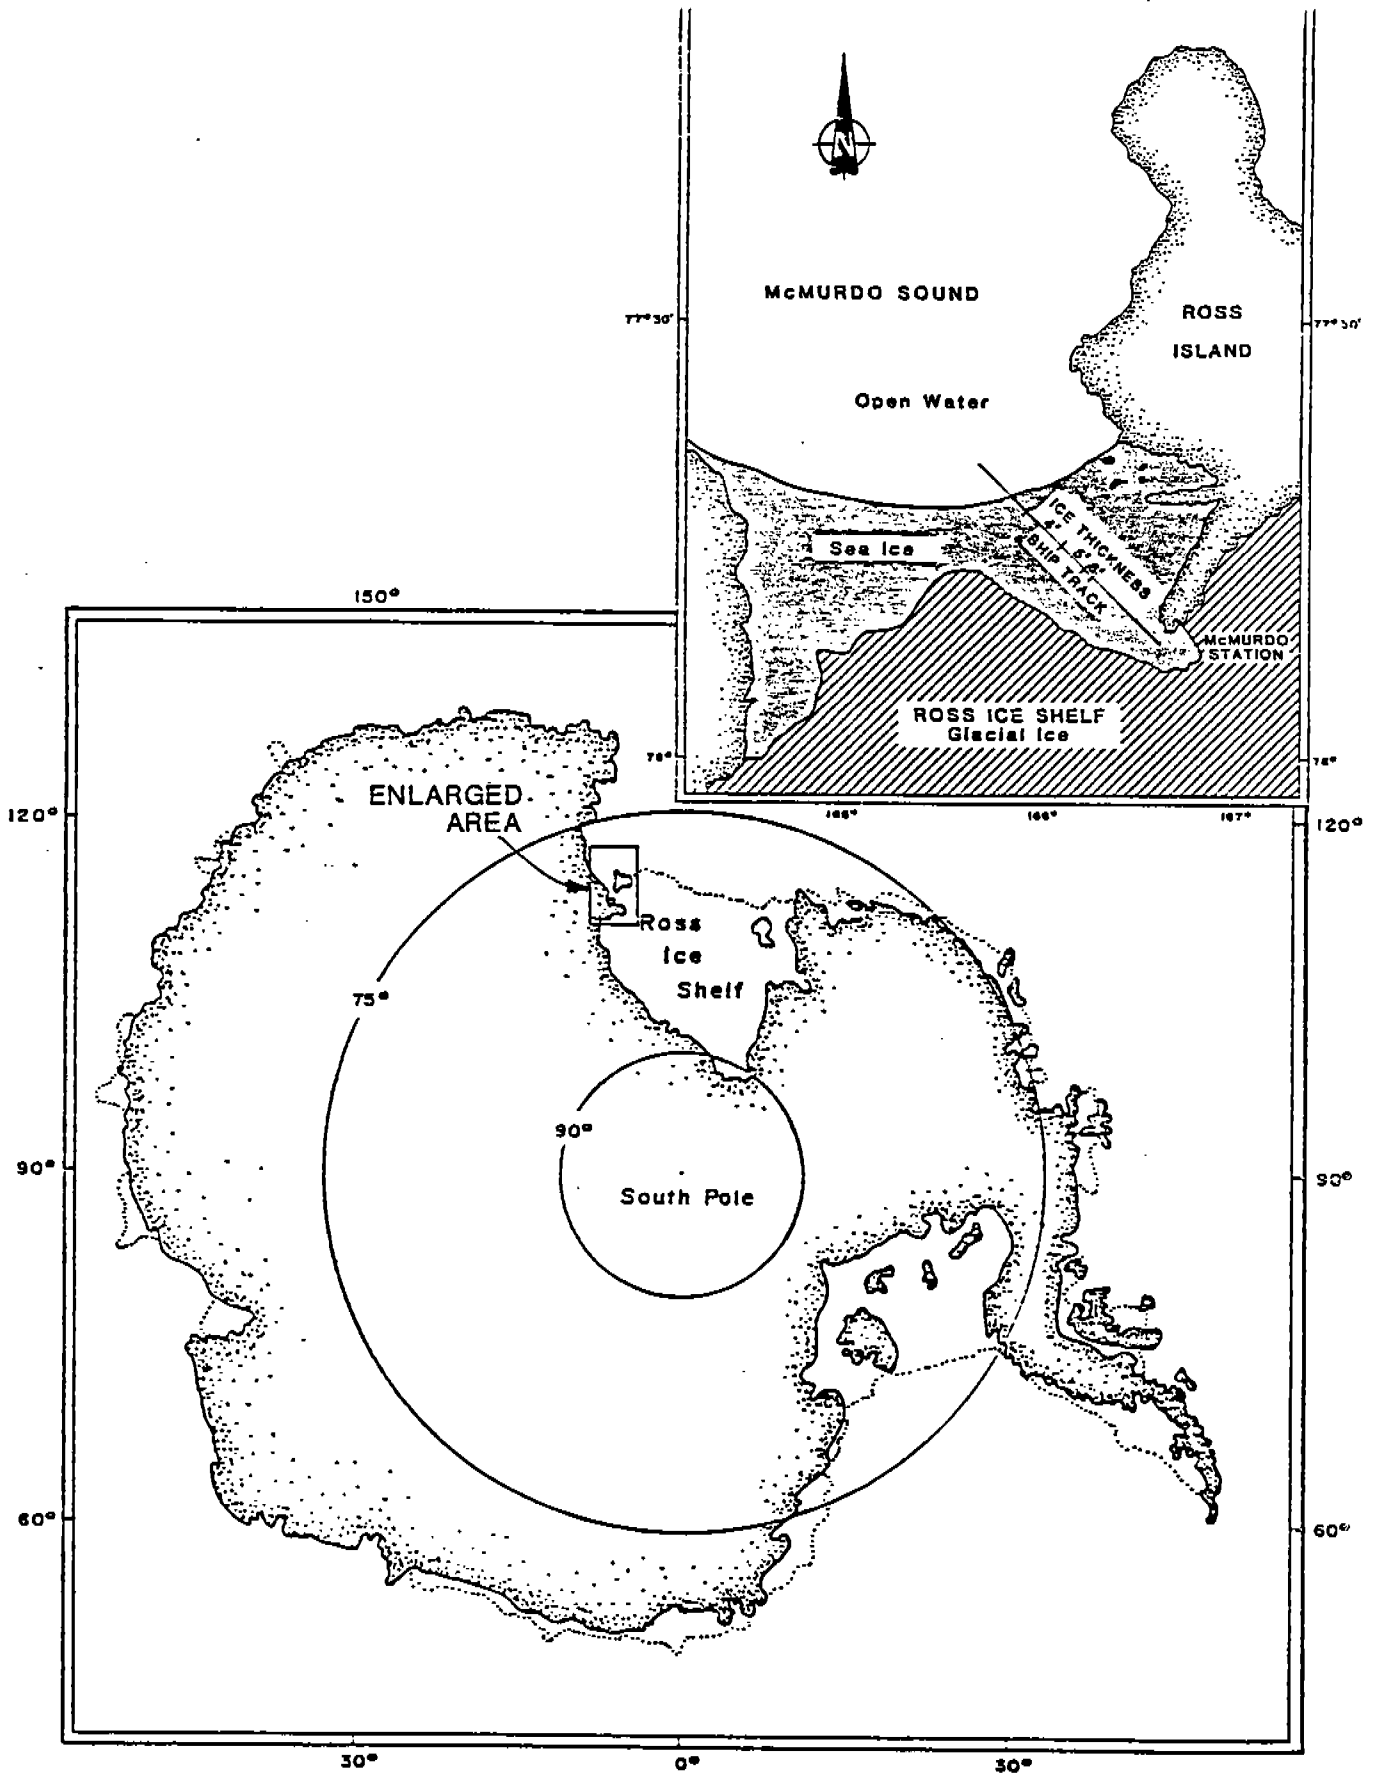 N
McMURDO SOUND
77°30'
77°30'
ROSS
ISLAND
Open Water
ICE THICKNESS
SHIP TRACK
Sea Ice
McMURDO
STATION
ROSS ICE SHELF
Glacial Ice
78°
78°
165°
166°
167°
150°
ENLARGED
AREA
120°
120°
Ross
Ice
Shelf
75°
90°
90°
90°
South Pole
60°
60°
30°
0°
30°